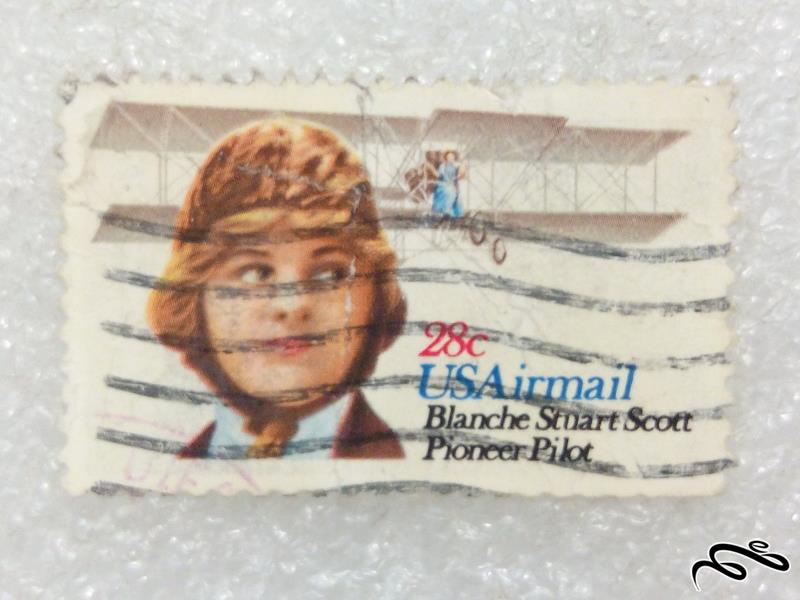 28c
USAirmail
Blanche Stuart Scott
Pioneer Pilot